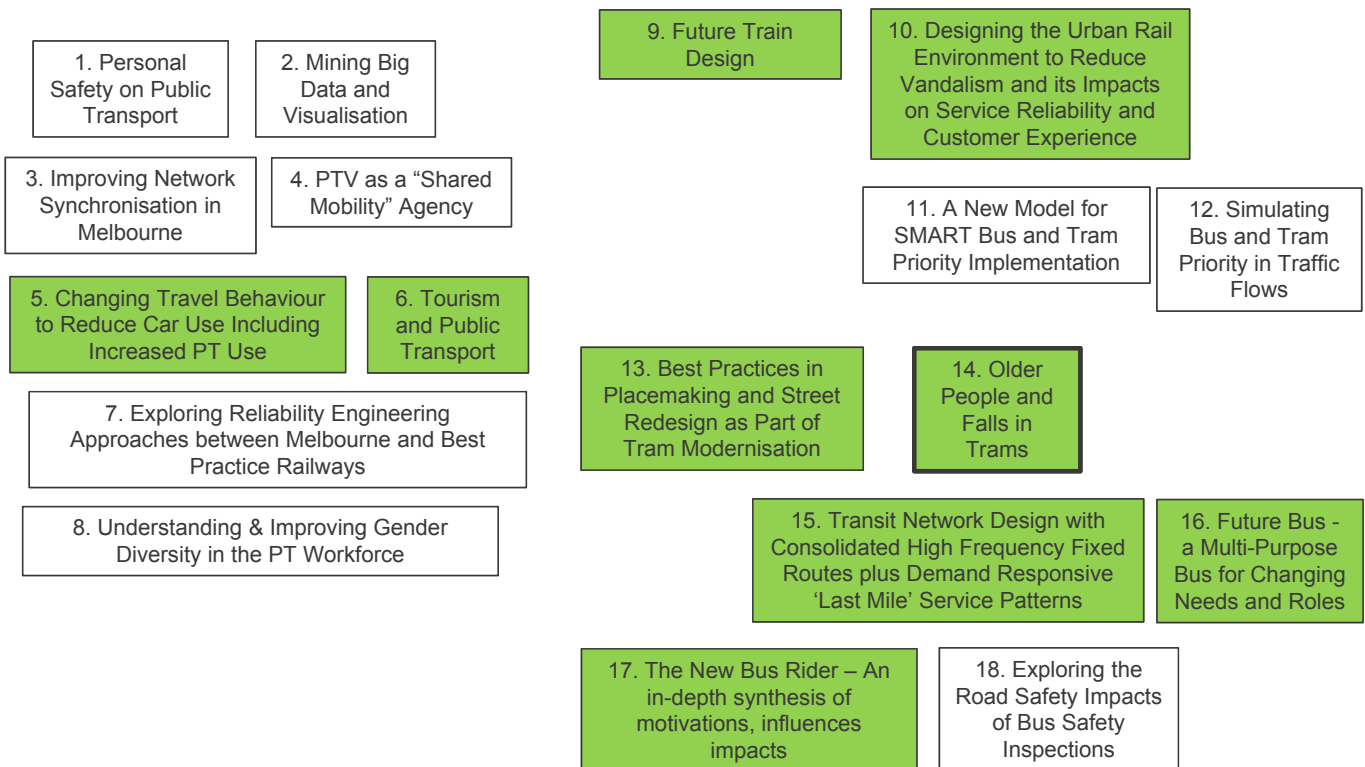 1. Personal
Safety on Public
Transport
2. Mining Big
Data and
Visualisation
3. Improving Network
Synchronisation in
Melbourne
4. PTV as a “Shared
Mobility” Agency
5. Changing Travel Behaviour
to Reduce Car Use Including
Increased PT Use
6. Tourism
and Public
Transport
7. Exploring Reliability Engineering
Approaches between Melbourne and Best
Practice Railways
8. Understanding & Improving Gender
Diversity in the PT Workforce
9. Future Train
Design
10. Designing the Urban Rail
Environment to Reduce
Vandalism and its Impacts
on Service Reliability and
Customer Experience
11. A New Model for
SMART Bus and Tram
Priority Implementation
12. Simulating
Bus and Tram
Priority in Traffic
Flows
13. Best Practices in
Placemaking and Street
Redesign as Part of
Tram Modernisation
14. Older
People and
Falls in
Trams
15. Transit Network Design with
Consolidated High Frequency Fixed
Routes plus Demand Responsive
‘Last Mile’ Service Patterns
16. Future Bus -
a Multi-Purpose
Bus for Changing
Needs and Roles
17. The New Bus Rider – An
in-depth synthesis of
motivations, influences
impacts
18. Exploring the
Road Safety Impacts
of Bus Safety
Inspections